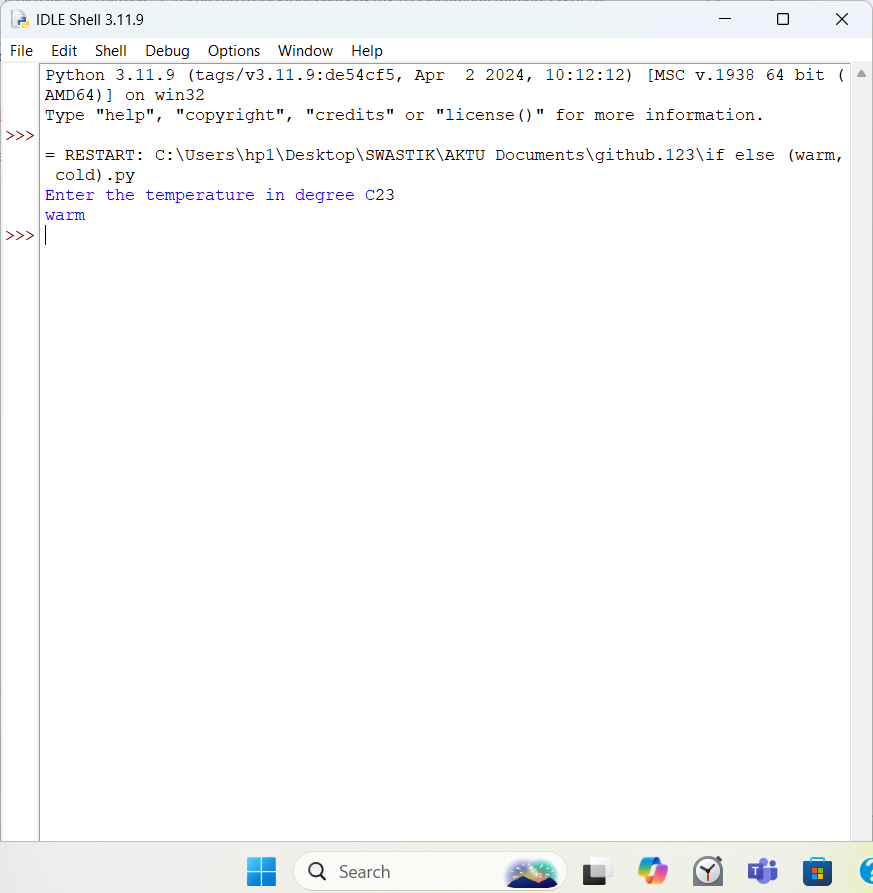 IDLE Shell 3.11.9
File Edit Shell Debug Options Window Help
Python 3.11.9 (tags/v3.11.9:de54cf5, Apr  2 2024, 10:12:12) [MSC v.1938 64 bit (
AMD64)] on win32
Type "help", "copyright", "credits" or "license()" for more information.
>>>
= RESTART: C:\Users\hp1\Desktop\SWASTIK\AKTU Documents\github.123\if else (warm,
 cold).py
Enter the temperature in degree C23
warm
>>>
Search